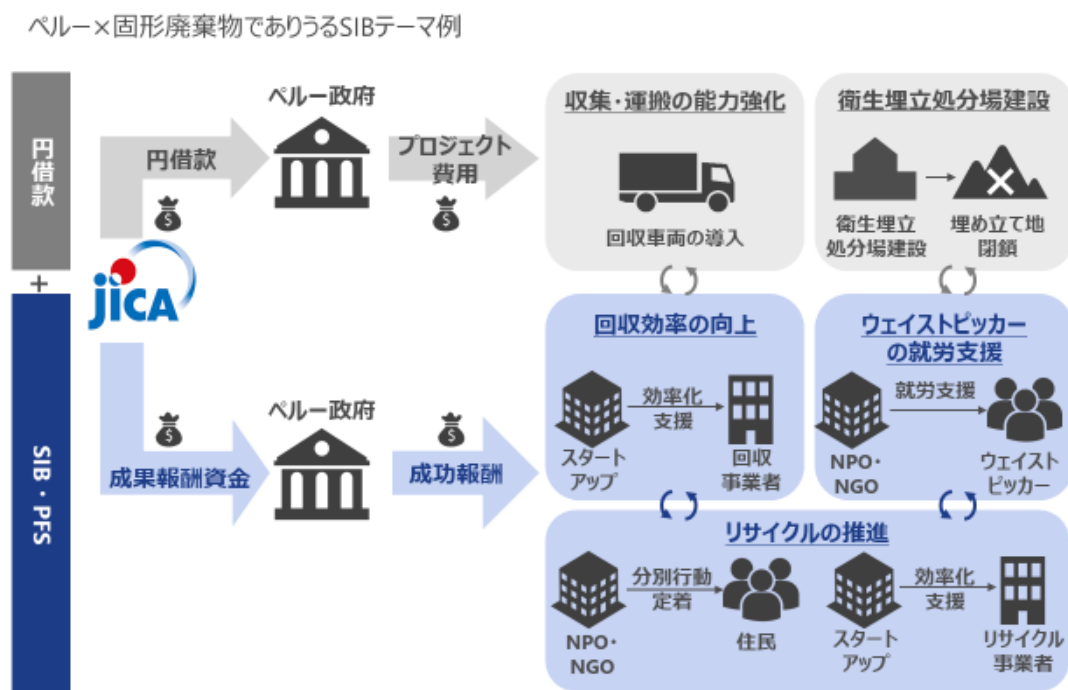 ペルー×固形廃棄物でありうるSIBテーマ例
円借款
+
SIB・PFS
JICA
ペルー政府
円借款
$
プロジェクト
費用
$
収集・運搬の能力強化
回収車両の導入
衛生埋立処分場建設
衛生埋立
処分場建設
埋め立て地
閉鎖
ペルー政府
成果報酬資金
$
成功報酬
$
回収効率の向上
効率化
支援
スタート
アップ
回収
事業者
ウェイストピッカー
の就労支援
就労支援
NPO・
NGO
ウェイスト
ピッカー
リサイクルの推進
分別行動
定着
NPO・
NGO
住民
効率化
支援
スタート
アップ
リサイクル
事業者